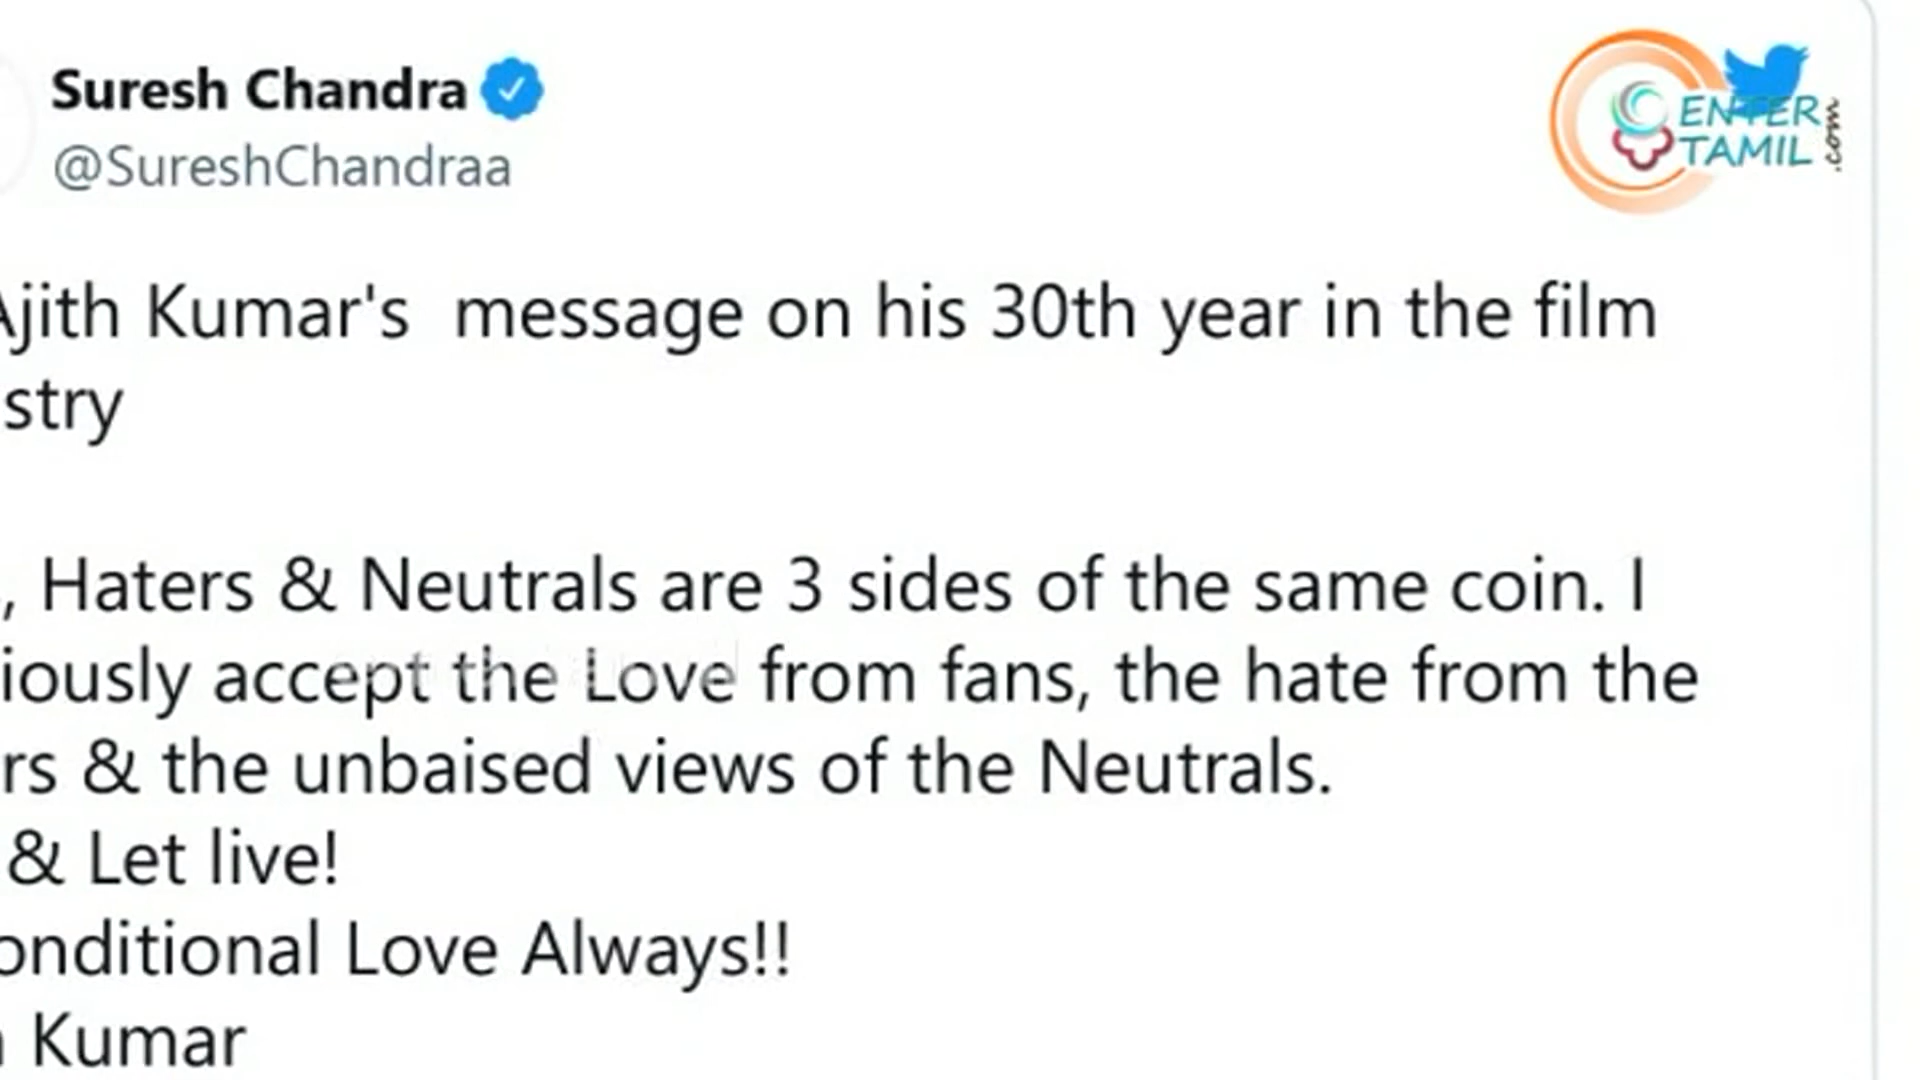 Suresh Chandra
@SureshChandraa
ENTER
TAMIL
.com
Ajith Kumar's message on his 30th year in the film
stry
, Haters & Neutrals are 3 sides of the same coin. I
iously accept the Love from fans, the hate from the
rs & the unbaised views of the Neutrals.
& Let live!
onditional Love Always!!
Kumar